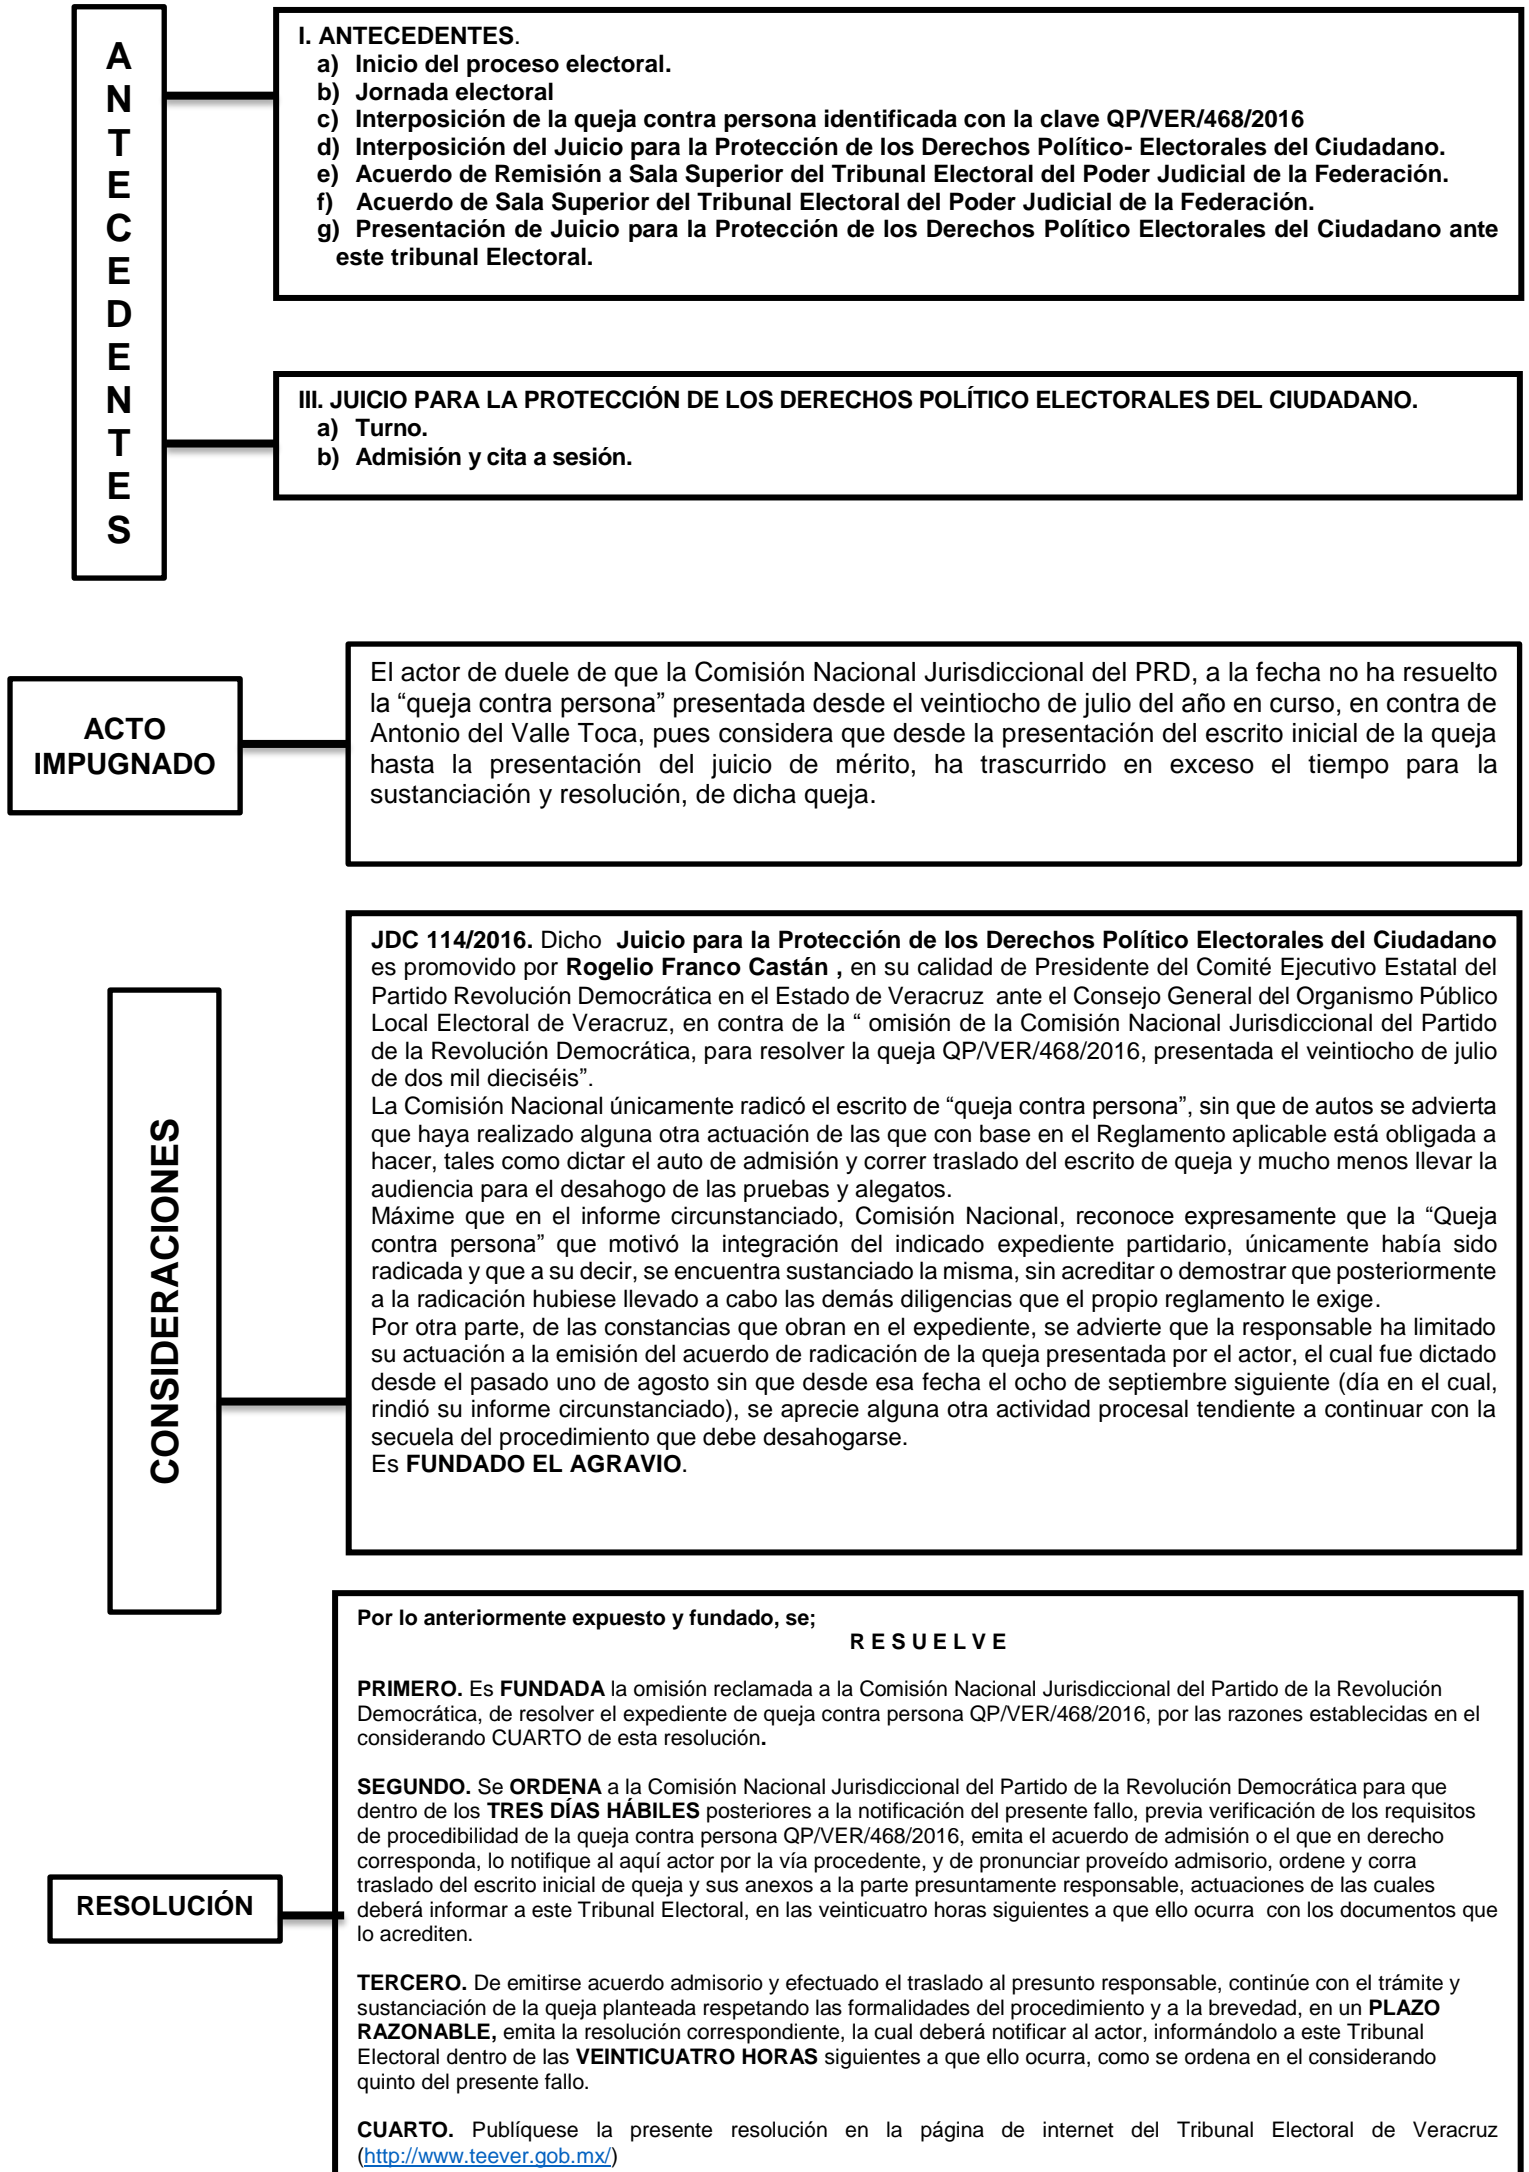 ANTECEDENTES
I. ANTECEDENTES.
a) Inicio del proceso electoral.
b) Jornada electoral
c) Interposición de la queja contra persona identificada con la clave QP/VER/468/2016
d) Interposición del Juicio para la Protección de los Derechos Político- Electorales del Ciudadano.
e) Acuerdo de Remisión a Sala Superior del Tribunal Electoral del Poder Judicial de la Federación.
f) Acuerdo de Sala Superior del Tribunal Electoral del Poder Judicial de la Federación.
g) Presentación de Juicio para la Protección de los Derechos Político Electorales del Ciudadano ante
este tribunal Electoral.
III. JUICIO PARA LA PROTECCIÓN DE LOS DERECHOS POLÍTICO ELECTORALES DEL CIUDADANO.
a) Turno.
b) Admisión y cita a sesión.
ACTO
IMPUGNADO
El actor de duele de que la Comisión Nacional Jurisdiccional del PRD, a la fecha no ha resuelto
la “queja contra persona” presentada desde el veintiocho de julio del año en curso, en contra de
Antonio del Valle Toca, pues considera que desde la presentación del escrito inicial de la queja
hasta la presentación del juicio de mérito, ha trascurrido en exceso el tiempo para la
sustanciación y resolución, de dicha queja.
CONSIDERACIONES
JDC 114/2016. Dicho Juicio para la Protección de los Derechos Político Electorales del Ciudadano
es promovido por Rogelio Franco Castán , en su calidad de Presidente del Comité Ejecutivo Estatal del
Partido Revolución Democrática en el Estado de Veracruz ante el Consejo General del Organismo Público
Local Electoral de Veracruz, en contra de la “ omisión de la Comisión Nacional Jurisdiccional del Partido
de la Revolución Democrática, para resolver la queja QP/VER/468/2016, presentada el veintiocho de julio
de dos mil dieciséis”.
La Comisión Nacional únicamente radicó el escrito de “queja contra persona”, sin que de autos se advierta
que haya realizado alguna otra actuación de las que con base en el Reglamento aplicable está obligada a
hacer, tales como dictar el auto de admisión y correr traslado del escrito de queja y mucho menos llevar la
audiencia para el desahogo de las pruebas y alegatos.
Máxime que en el informe circunstanciado, Comisión Nacional, reconoce expresamente que la “Queja
contra persona” que motivó la integración del indicado expediente partidario, únicamente había sido
radicada y que a su decir, se encuentra sustanciado la misma, sin acreditar o demostrar que posteriormente
a la radicación hubiese llevado a cabo las demás diligencias que el propio reglamento le exige.
Por otra parte, de las constancias que obran en el expediente, se advierte que la responsable ha limitado
su actuación a la emisión del acuerdo de radicación de la queja presentada por el actor, el cual fue dictado
desde el pasado uno de agosto sin que desde esa fecha el ocho de septiembre siguiente (día en el cual,
rindió su informe circunstanciado), se aprecie alguna otra actividad procesal tendiente a continuar con la
secuela del procedimiento que debe desahogarse.
Es FUNDADO EL AGRAVIO.
RESOLUCIÓN
Por lo anteriormente expuesto y fundado, se;
R E S U E L V E
PRIMERO. Es FUNDADA la omisión reclamada a la Comisión Nacional Jurisdiccional del Partido de la Revolución
Democrática, de resolver el expediente de queja contra persona QP/VER/468/2016, por las razones establecidas en el
considerando CUARTO de esta resolución.
SEGUNDO. Se ORDENA a la Comisión Nacional Jurisdiccional del Partido de la Revolución Democrática para que
dentro de los TRES DÍAS HÁBILES posteriores a la notificación del presente fallo, previa verificación de los requisitos
de procedibilidad de la queja contra persona QP/VER/468/2016, emita el acuerdo de admisión o el que en derecho
corresponda, lo notifique al aquí actor por la vía procedente, y de pronunciar proveído admisorio, ordene y corra
traslado del escrito inicial de queja y sus anexos a la parte presuntamente responsable, actuaciones de las cuales
deberá informar a este Tribunal Electoral, en las veinticuatro horas siguientes a que ello ocurra con los documentos que
lo acrediten.
TERCERO. De emitirse acuerdo admisorio y efectuado el traslado al presunto responsable, continúe con el trámite y
sustanciación de la queja planteada respetando las formalidades del procedimiento y a la brevedad, en un PLAZO
RAZONABLE, emita la resolución correspondiente, la cual deberá notificar al actor, informándolo a este Tribunal
Electoral dentro de las VEINTICUATRO HORAS siguientes a que ello ocurra, como se ordena en el considerando
quinto del presente fallo.
CUARTO. Publíquese la presente resolución en la página de internet del Tribunal Electoral de Veracruz
(http://www.teever.gob.mx/)